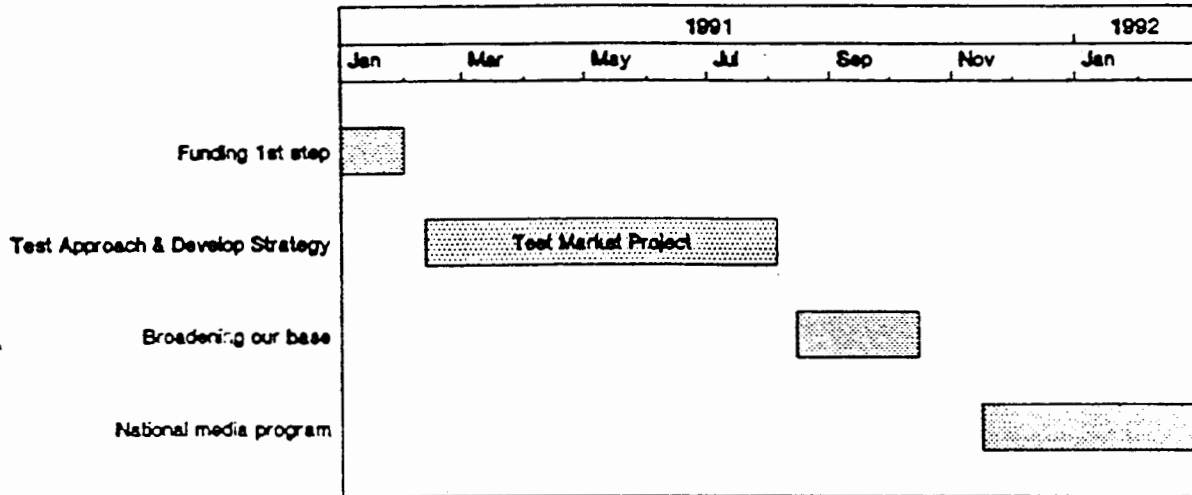 1991 1992
Jan Mar May Jul Sep Nov Jan
Funding 1st step
Test Approach & Develop Strategy Test Market Project
Broadening our base
National media program